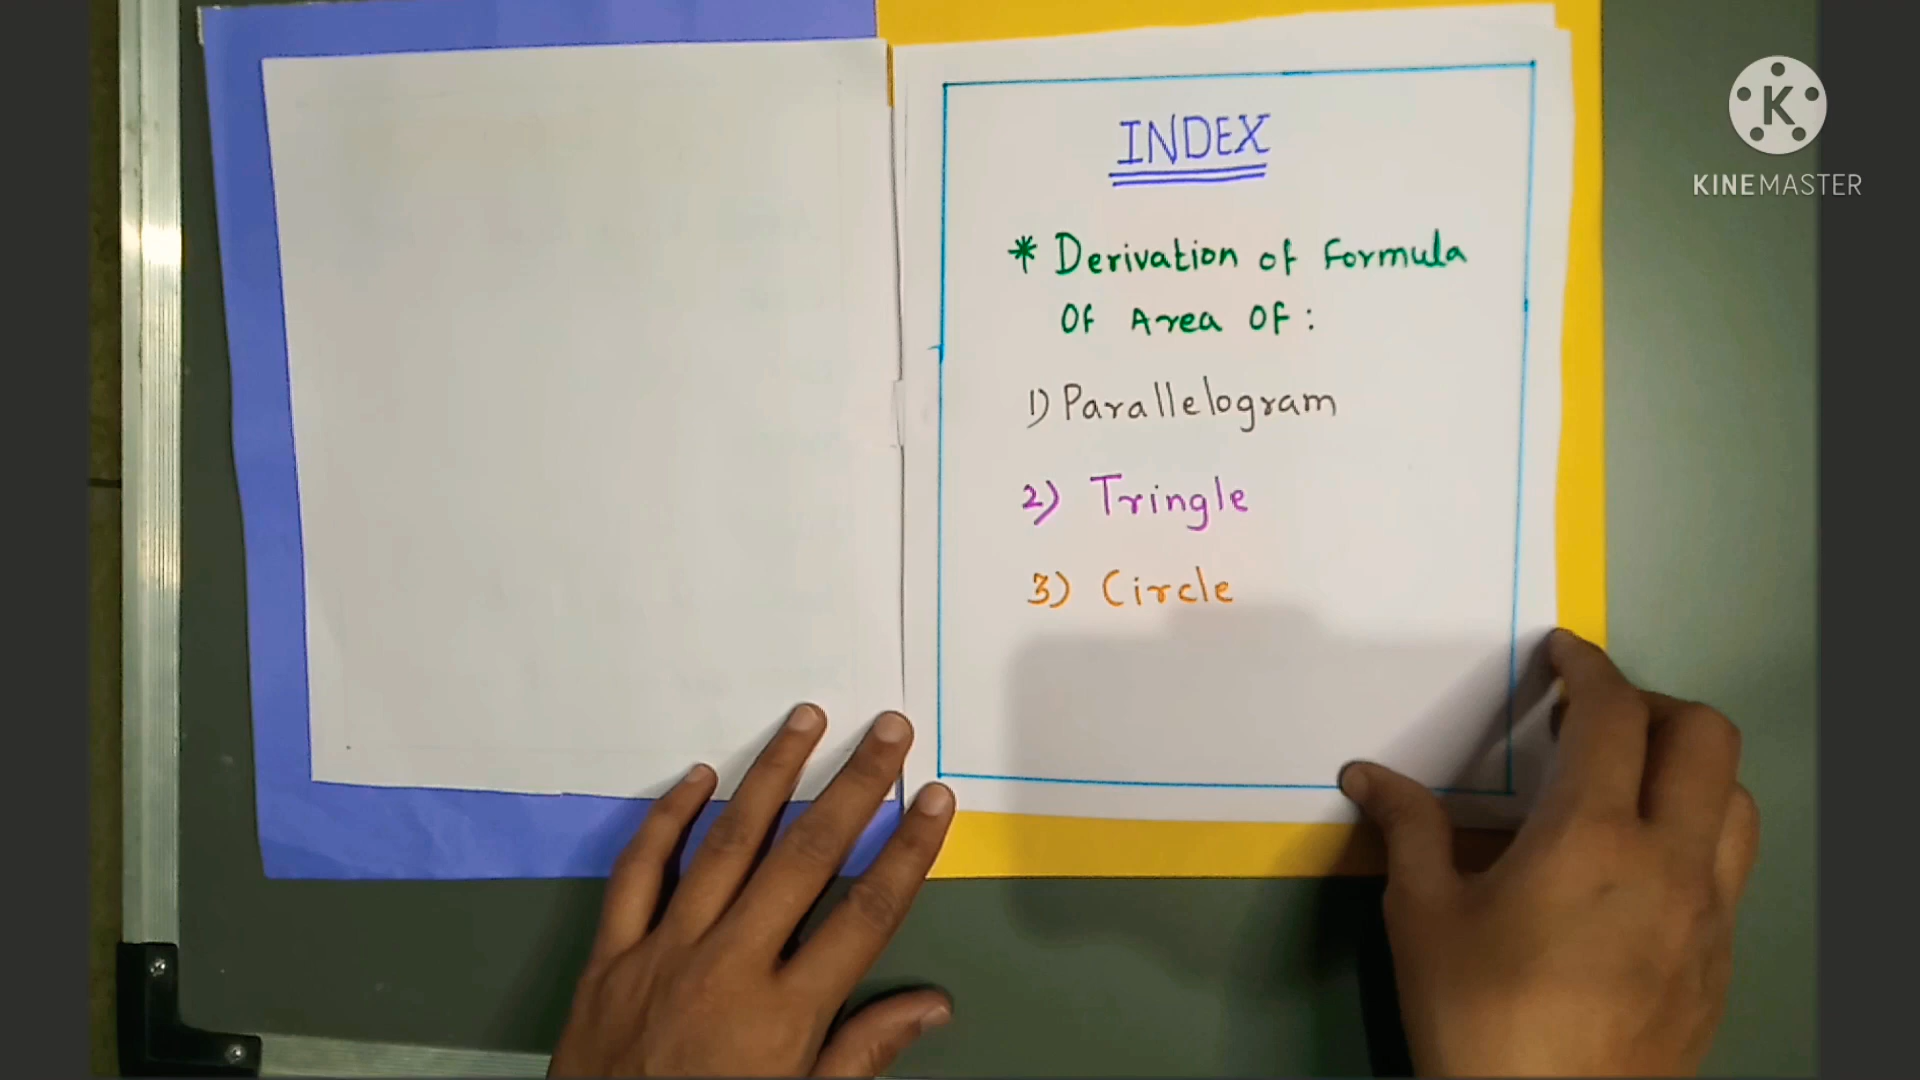 INDEX
* Derivation of Formula
Of Area Of :
1) Parallelogram
2) Tringle
3) Circle
K
KINEMASTER